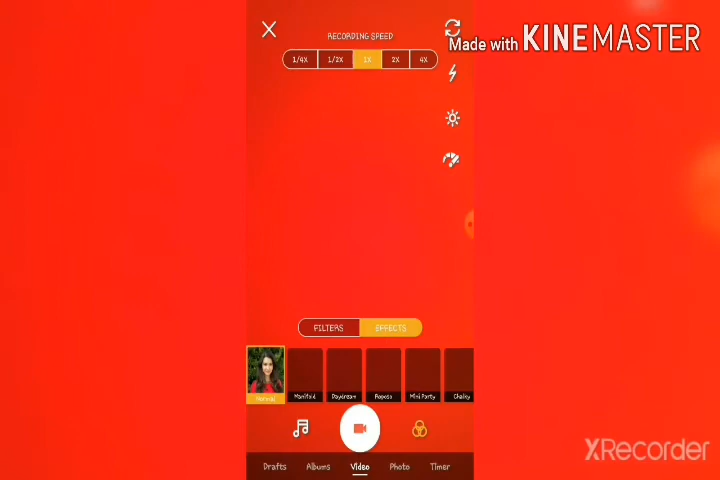 RECORDING SPEED
Made with KINEMASTER
1/4X 1/2X 1X 2X 4X
FILTERS EFFECTS
Normal Manifold Daydream Roposo Mini Party Chalky
Drafts Albums Video Photo Timer
XRecorder